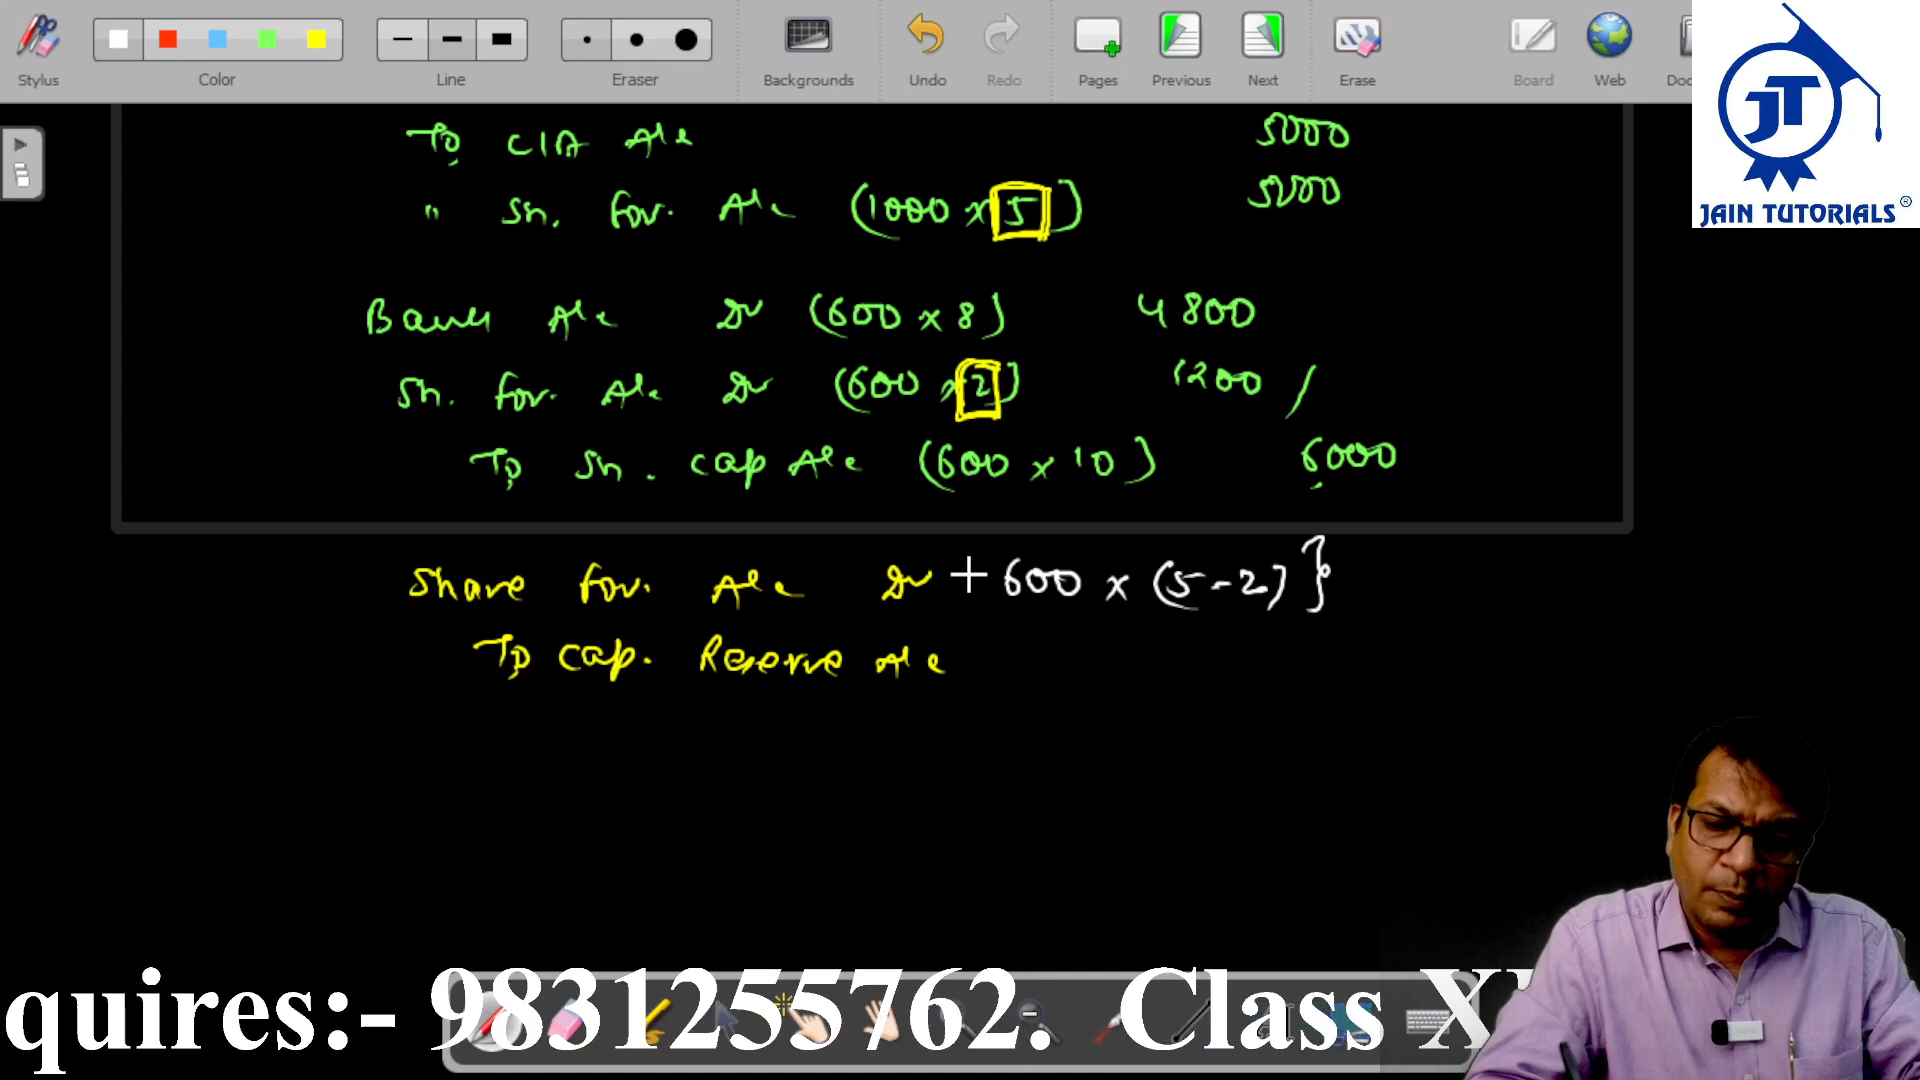 Stylus Color Line Eraser Backgrounds Undo Redo Pages Previous Next Erase Board Web Doc
JT
JAIN TUTORIALS®
To CIA A/c 5000
" Sh. For. A/c (1000 x 5) 5000
Bank A/c Dr (600 x 8) 4800
Sh. For. A/c Dr (600 x 2) 1200 /
To Sh. Cap A/c (600 x 10) 6000
Share For. A/c Dr + 600 x (5-2) }
To Cap. Reserve A/c
quires:- 9831255762. Class X